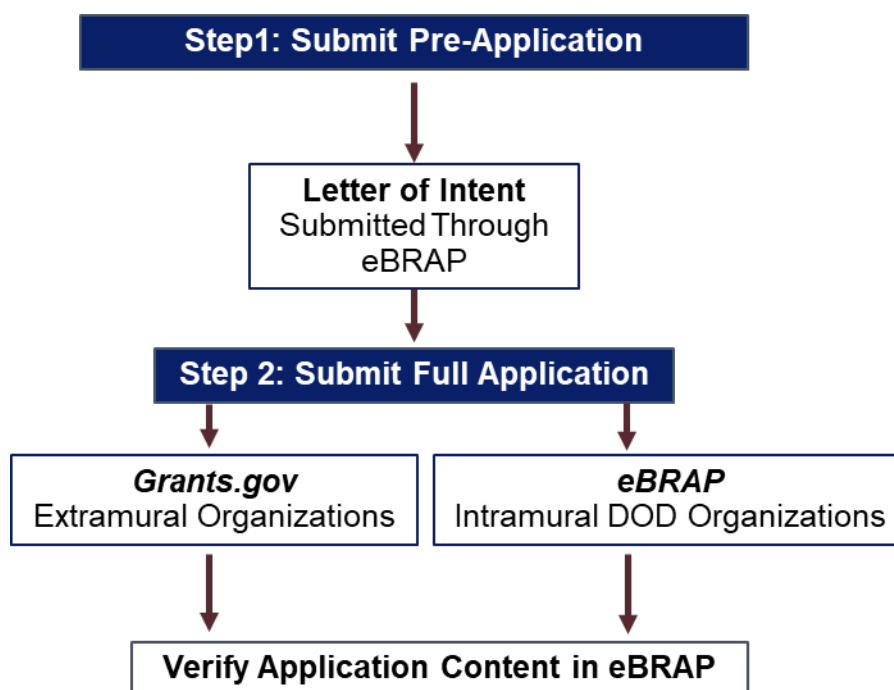 Step1: Submit Pre-Application
Letter of Intent
Submitted Through
eBRAP
Step 2: Submit Full Application
Grants.gov
Extramural Organizations
eBRAP
Intramural DOD Organizations
Verify Application Content in eBRAP